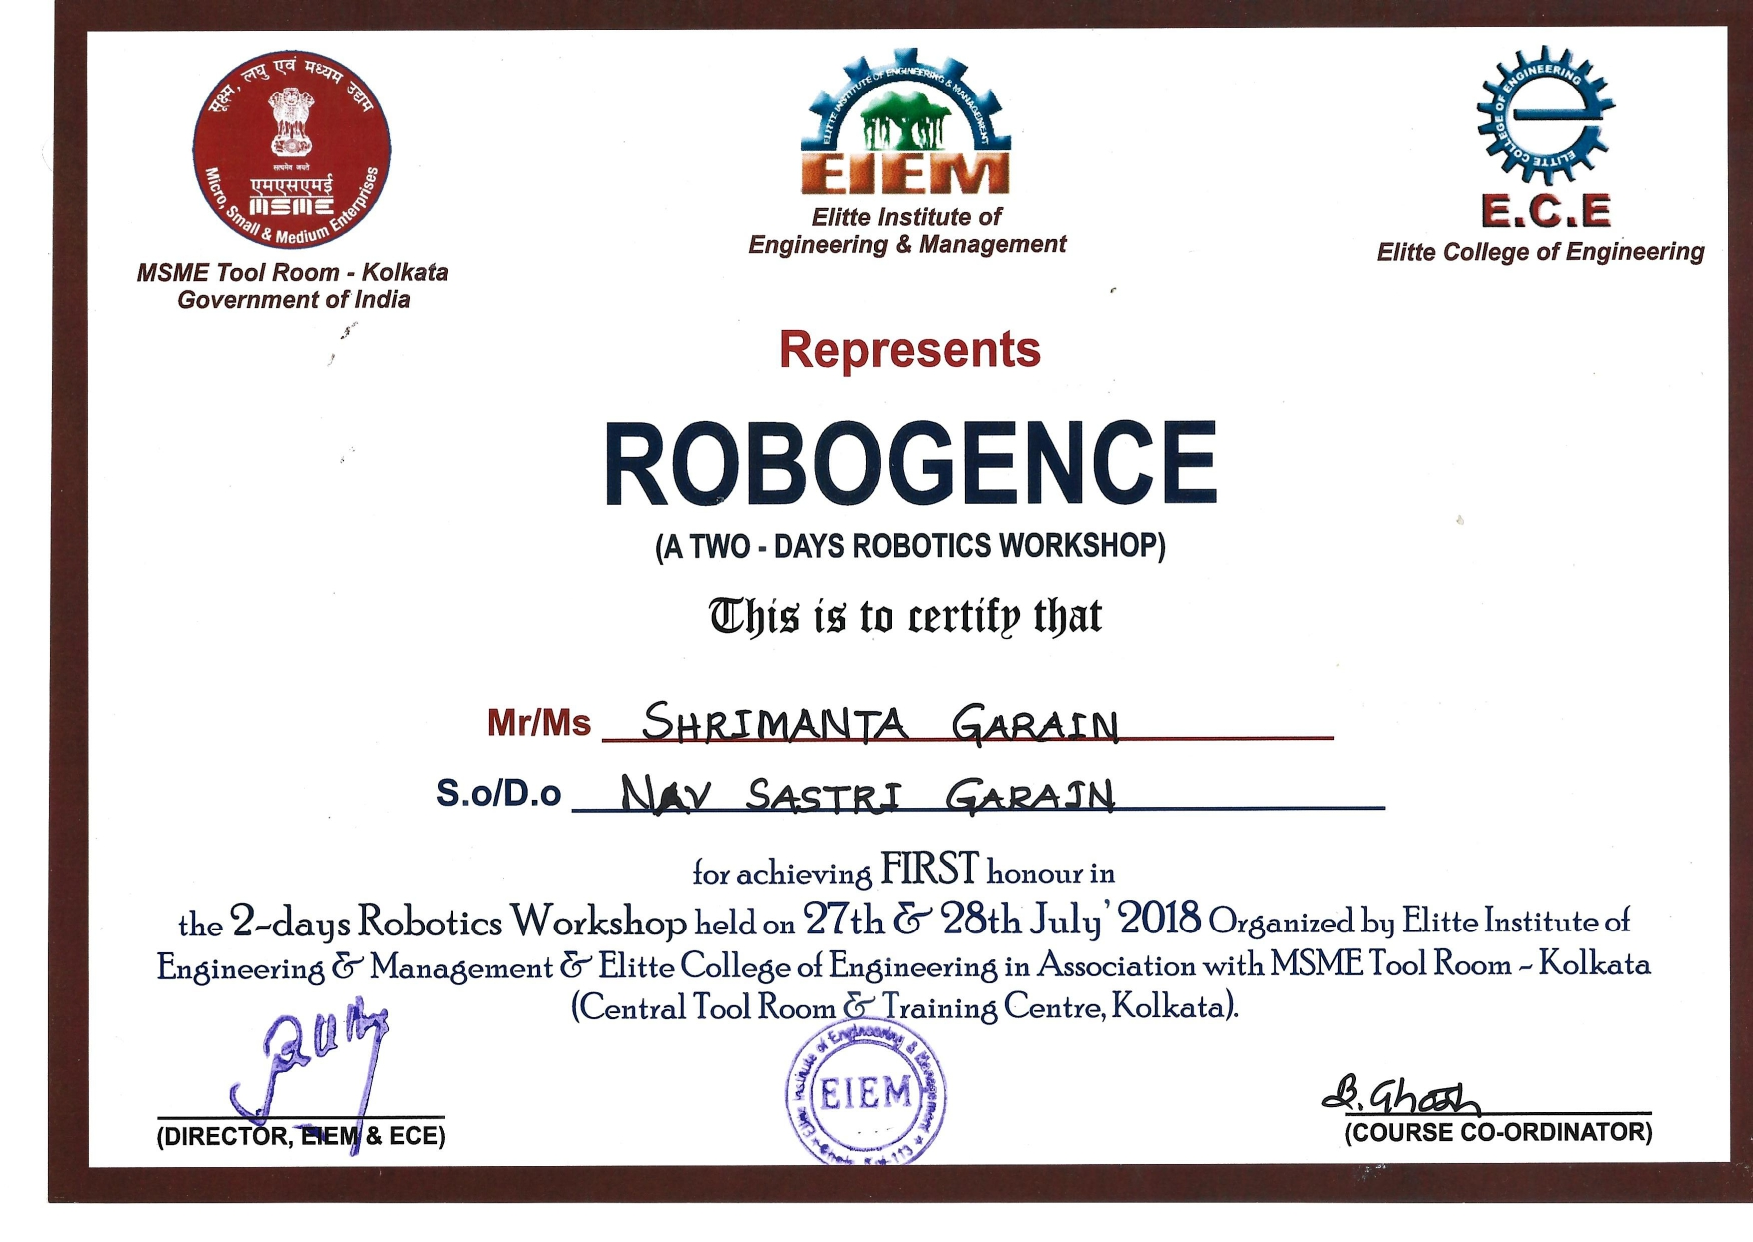 सूक्ष्म, लघु एवं मध्यम उद्यम
सत्यमेव जयते
एमएसएमई
MSME
Micro, Small & Medium Enterprises
MSME Tool Room - Kolkata
Government of India
ELITTE INSTITUTE OF ENGINEERING & MANAGEMENT
EIEM
Elitte Institute of
Engineering & Management
ELITTE COLLEGE OF ENGINEERING
E.C.E
Elitte College of Engineering
Represents
ROBOGENCE
(A TWO - DAYS ROBOTICS WORKSHOP)
This is to certify that
Mr/Ms SHRIMANTA GARAIN
S.o/D.o NAV SASTRI GARAIN
for achieving FIRST honour in
the 2-days Robotics Workshop held on 27th & 28th July' 2018 Organized by Elitte Institute of
Engineering & Management & Elitte College of Engineering in Association with MSME Tool Room - Kolkata
(Central Tool Room & Training Centre, Kolkata).
Elitte Institute of Engineering & Management
EIEM
B. Ghosh
(DIRECTOR, EIEM & ECE)
(COURSE CO-ORDINATOR)